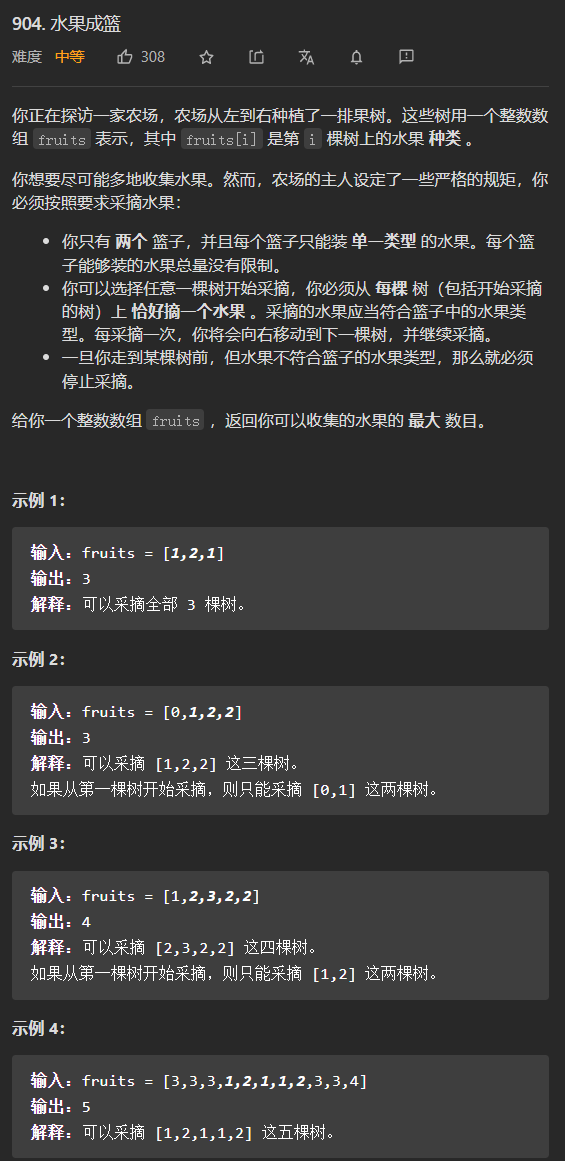 904. 水果成篮
难度 中等 308
你正在探访一家农场，农场从左到右种植了一排果树。这些树用一个整数数
组 fruits 表示，其中 fruits[i] 是第 i 棵树上的水果 种类 。
你想要尽可能多地收集水果。然而，农场的主人设定了一些严格的规矩，你
必须按照要求采摘水果：
• 你只有 两个 篮子，并且每个篮子只能装 单一类型 的水果。每个篮
子能够装的水果总量没有限制。
• 你可以选择任意一棵树开始采摘，你必须从 每棵 树（包括开始采摘
的树）上 恰好摘一个水果 。采摘的水果应当符合篮子中的水果类
型。每采摘一次，你将会向右移动到下一棵树，并继续采摘。
• 一旦你走到某棵树前，但水果不符合篮子的水果类型，那么就必须
停止采摘。
给你一个整数数组 fruits ，返回你可以收集的水果的 最大 数目。
示例 1：
输入：fruits = [1,2,1]
输出：3
解释：可以采摘全部 3 棵树。
示例 2：
输入：fruits = [0,1,2,2]
输出：3
解释：可以采摘 [1,2,2] 这三棵树。
如果从第一棵树开始采摘，则只能采摘 [0,1] 这两棵树。
示例 3：
输入：fruits = [1,2,3,2,2]
输出：4
解释：可以采摘 [2,3,2,2] 这四棵树。
如果从第一棵树开始采摘，则只能采摘 [1,2] 这两棵树。
示例 4：
输入：fruits = [3,3,3,1,2,1,1,2,3,3,4]
输出：5
解释：可以采摘 [1,2,1,1,2] 这五棵树。